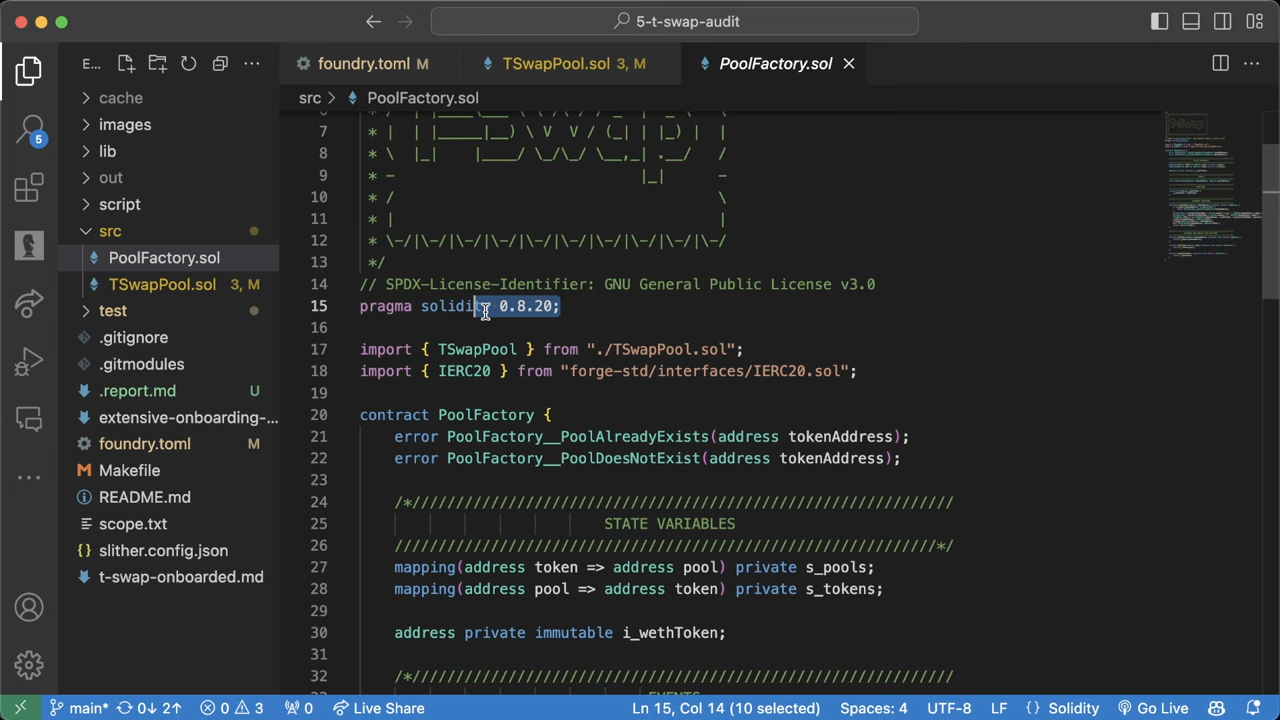 5-t-swap-audit
E...
foundry.toml M
TSwapPool.sol 3, M
PoolFactory.sol
src > PoolFactory.sol
cache
images
lib
out
script
src
PoolFactory.sol
TSwapPool.sol 3, M
test
.gitignore
.gitmodules
.report.md U
extensive-onboarding-...
foundry.toml M
Makefile
README.md
scope.txt
slither.config.json
t-swap-onboarded.md
5
7 * | |_____|__) \ V V / (_| | |_) | |
8 * \ |_| |____/ \_/\_/ \__,_| .__/ /
9 * - |_| -
10 * / \
11 * | |
12 * \-/|\-/|\-/|\-/|\-/|\-/|\-/|\-/|\-/|\-/
13 */
14 // SPDX-License-Identifier: GNU General Public License v3.0
15 pragma solidity 0.8.20;
16
17 import { TSwapPool } from "./TSwapPool.sol";
18 import { IERC20 } from "forge-std/interfaces/IERC20.sol";
19
20 contract PoolFactory {
21 error PoolFactory__PoolAlreadyExists(address tokenAddress);
22 error PoolFactory__PoolDoesNotExist(address tokenAddress);
23
24 /*//////////////////////////////////////////////////////////////
25 STATE VARIABLES
26 //////////////////////////////////////////////////////////////*/
27 mapping(address token => address pool) private s_pools;
28 mapping(address pool => address token) private s_tokens;
29
30 address private immutable i_wethToken;
31
32 /*//////////////////////////////////////////////////////////////
EVENTS
main* 0↓ 2↑ 0 3 0 Live Share Ln 15, Col 14 (10 selected) Spaces: 4 UTF-8 LF {} Solidity Go Live